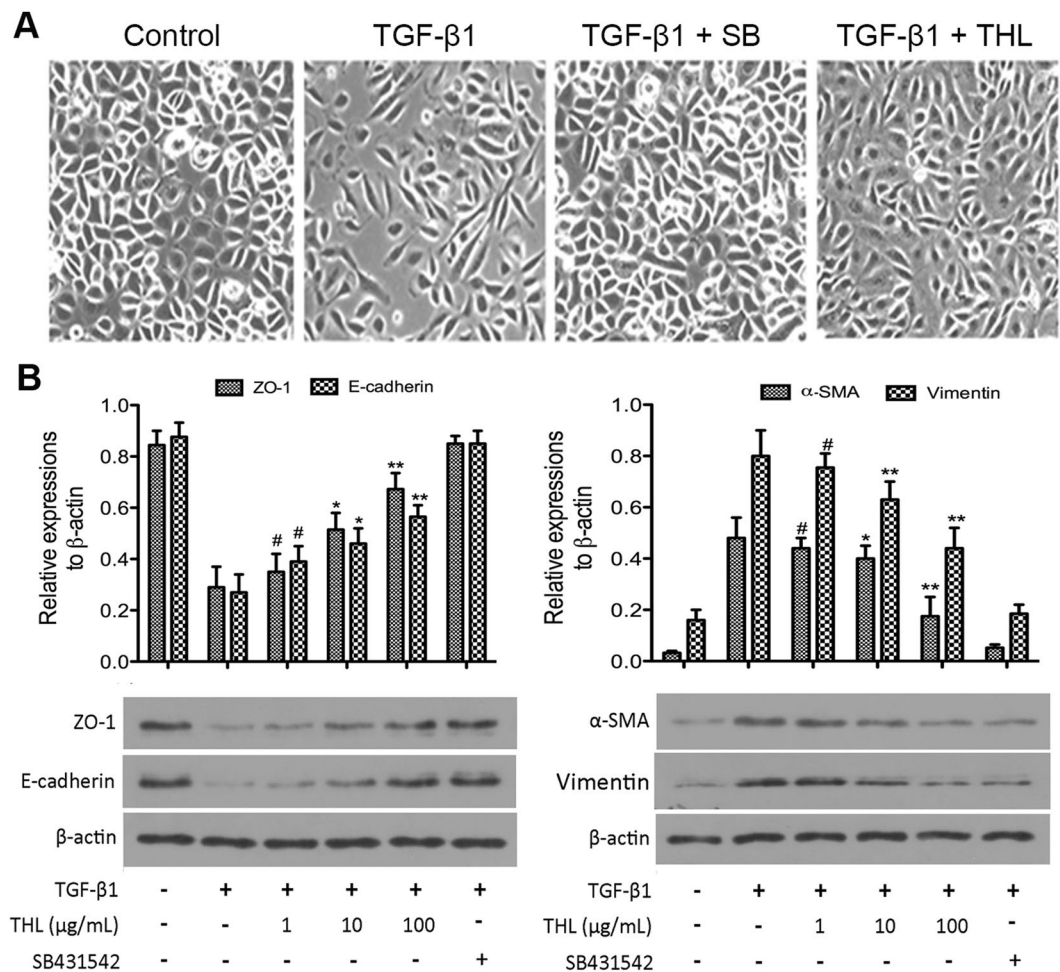 A
Control TGF-β1 TGF-β1 + SB TGF-β1 + THL
B
ZO-1 E-cadherin
Relative expressions
to β-actin
1.0
0.8
0.6
0.4
0.2
0.0
# # * * ** **
α-SMA Vimentin
Relative expressions
to β-actin
1.0
0.8
0.6
0.4
0.2
0.0
# # * ** ** **
ZO-1
E-cadherin
β-actin
TGF-β1 - + + + + +
THL (μg/mL) - - 1 10 100 -
SB431542 - - - - - +
α-SMA
Vimentin
β-actin
TGF-β1 - + + + + +
THL (μg/mL) - - 1 10 100 -
SB431542 - - - - - +